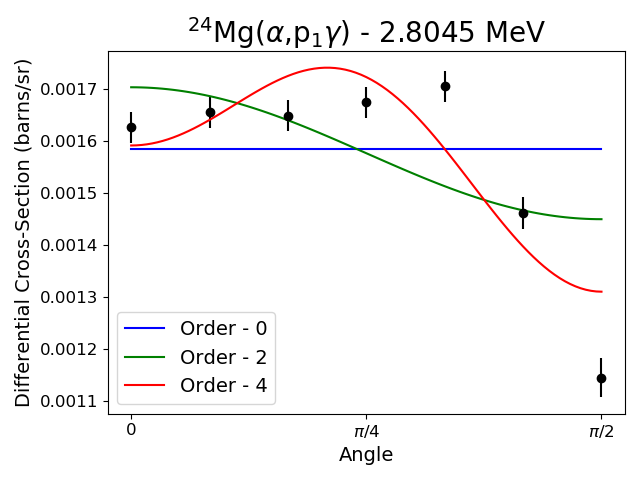 ²⁴Mg(α,p₁γ) - 2.8045 MeV
Differential Cross-Section (barns/sr)
0.0017
0.0016
0.0015
0.0014
0.0013
0.0012
0.0011
Order - 0
Order - 2
Order - 4
0
π/4
π/2
Angle